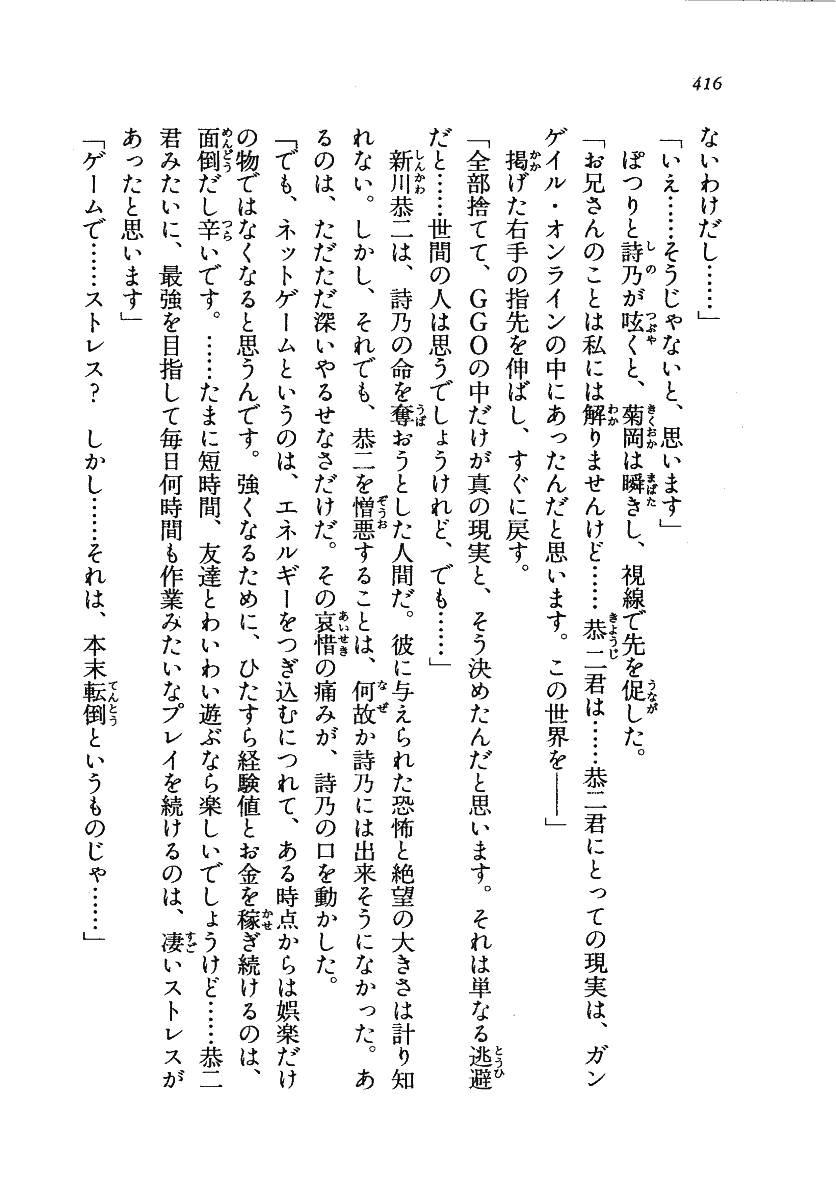 416
ないわけだし……」
「いえ……そうじゃないと、思います」
ぽつりと詩乃が呟くと、菊岡は瞬きし、視線で先を促した。
「お兄さんのことは私には解りませんけど……恭二君は……恭二君にとっての現実は、ガン
ゲイル・オンラインの中にあったんだと思います。この世界を――」
掲げた右手の指先を伸ばし、すぐに戻す。
「全部捨てて、GGOの中だけが真の現実と、そう決めたんだと思います。それは単なる逃避
だと……世間の人は思うでしょうけれど、でも……」
新川恭二は、詩乃の命を奪おうとした人間だ。彼に与えられた恐怖と絶望の大きさは計り知
れない。しかし、それでも、恭二を憎悪することは、何故か詩乃には出来そうになかった。あ
るのは、ただただ深いやるせなさだけだ。その哀惜の痛みが、詩乃の口を動かした。
「でも、ネットゲームというのは、エネルギーをつぎ込むにつれて、ある時点からは娯楽だけ
の物ではなくなると思うんです。強くなるために、ひたすら経験値とお金を稼ぎ続けるのは、
面倒だし辛いです。……たまに短時間、友達とわいわい遊ぶなら楽しいでしょうけど……恭二
君みたいに、最強を目指して毎日何時間も作業みたいなプレイを続けるのは、凄いストレスが
あったと思います」
「ゲームで……ストレス？　しかし……それは、本末転倒というものじゃ……」